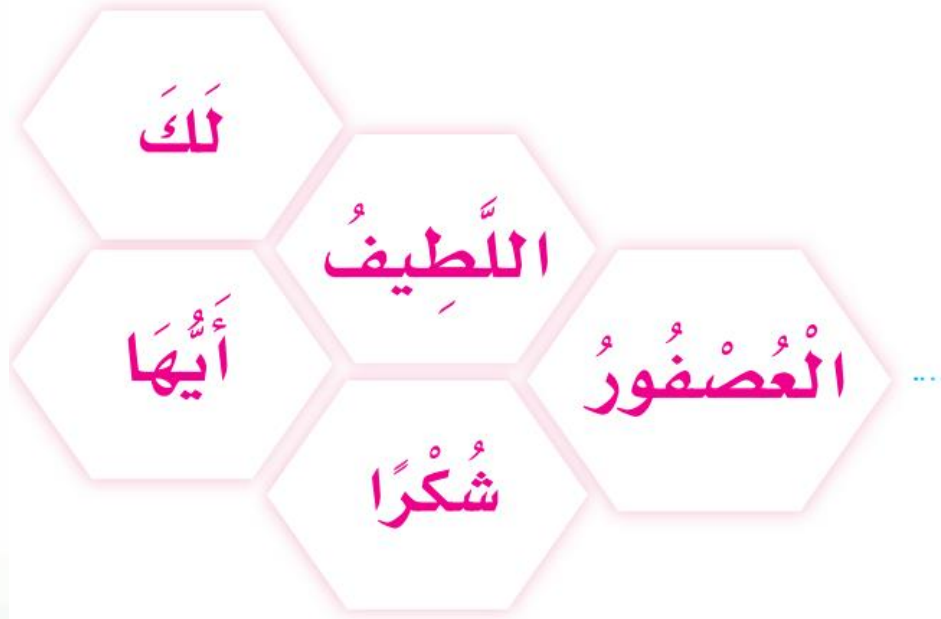 لَكَ
اللَّطِيفُ
الْعُصْفُورُ
أَيُّهَا
شُكْرًا